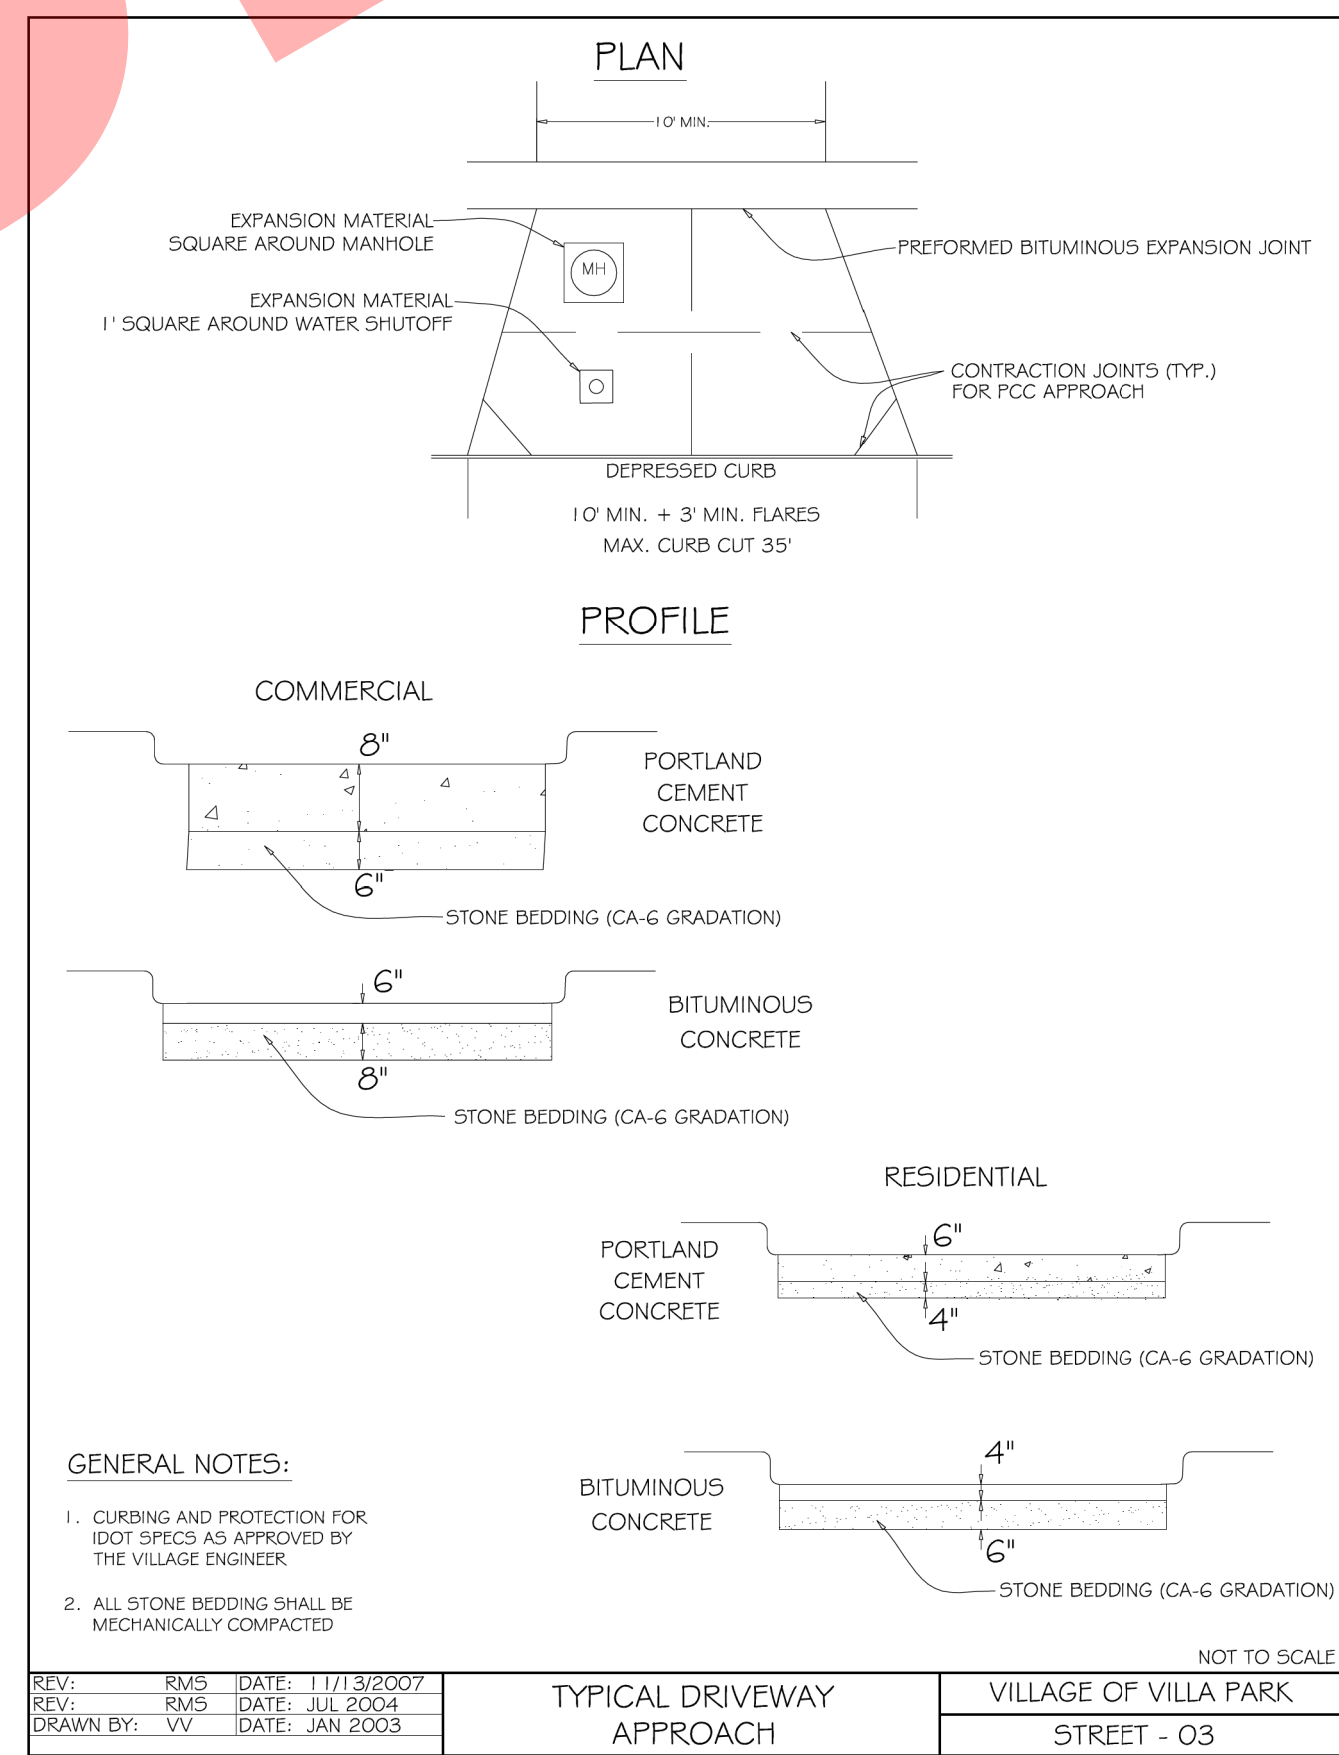 PLAN
10' MIN.
EXPANSION MATERIAL
SQUARE AROUND MANHOLE
MH
PREFORMED BITUMINOUS EXPANSION JOINT
EXPANSION MATERIAL
1' SQUARE AROUND WATER SHUTOFF
CONTRACTION JOINTS (TYP.)
FOR PCC APPROACH
DEPRESSED CURB
10' MIN. + 3' MIN. FLARES
MAX. CURB CUT 35'
PROFILE
COMMERCIAL
8"
PORTLAND
CEMENT
CONCRETE
6"
STONE BEDDING (CA-6 GRADATION)
6"
BITUMINOUS
CONCRETE
8"
STONE BEDDING (CA-6 GRADATION)
RESIDENTIAL
6"
PORTLAND
CEMENT
CONCRETE
4"
STONE BEDDING (CA-6 GRADATION)
4"
BITUMINOUS
CONCRETE
6"
STONE BEDDING (CA-6 GRADATION)
GENERAL NOTES:
1. CURBING AND PROTECTION FOR
IDOT SPECS AS APPROVED BY
THE VILLAGE ENGINEER
2. ALL STONE BEDDING SHALL BE
MECHANICALLY COMPACTED
NOT TO SCALE
REV: RMS DATE: 11/13/2007
REV: RMS DATE: JUL 2004
DRAWN BY: VV DATE: JAN 2003
TYPICAL DRIVEWAY
APPROACH
VILLAGE OF VILLA PARK
STREET - 03